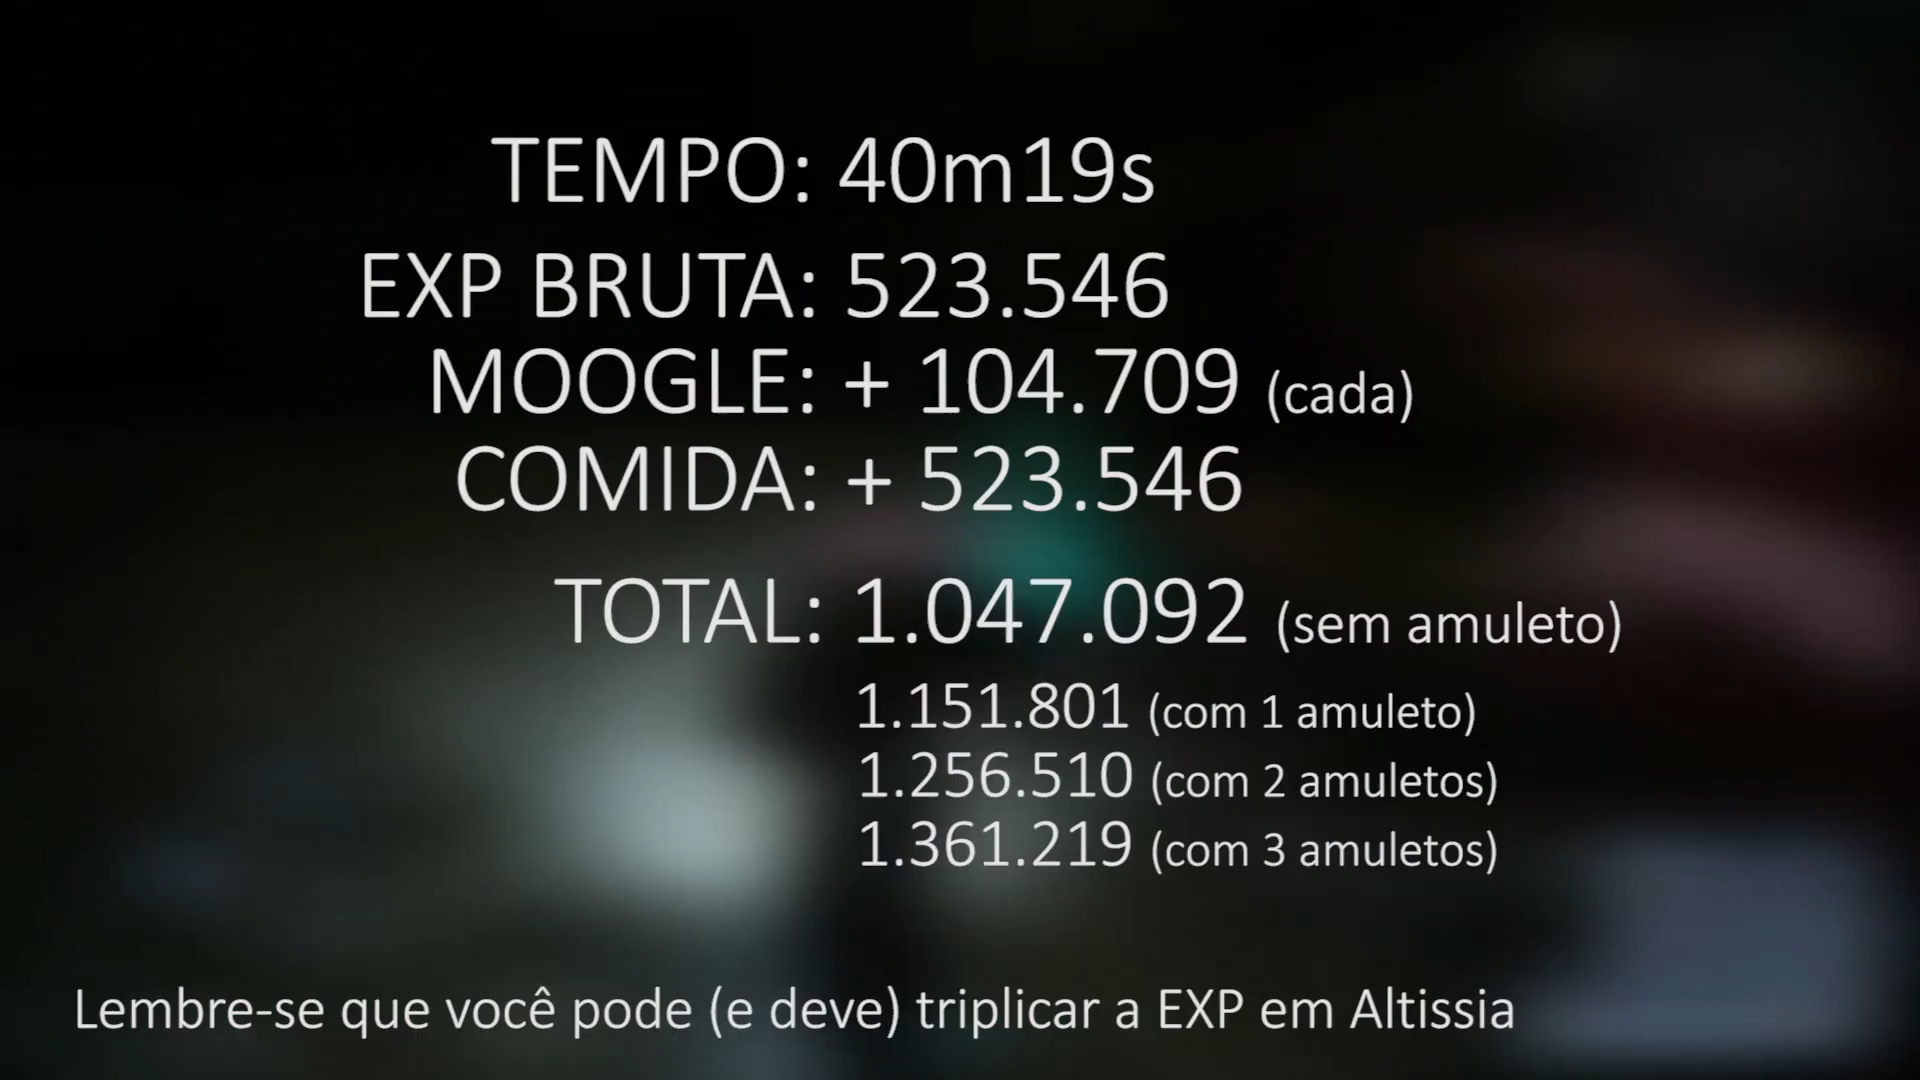 TEMPO: 40m19s
EXP BRUTA: 523.546
MOOGLE: + 104.709 (cada)
COMIDA: + 523.546
TOTAL: 1.047.092 (sem amuleto)
1.151.801 (com 1 amuleto)
1.256.510 (com 2 amuletos)
1.361.219 (com 3 amuletos)
Lembre-se que você pode (e deve) triplicar a EXP em Altissia